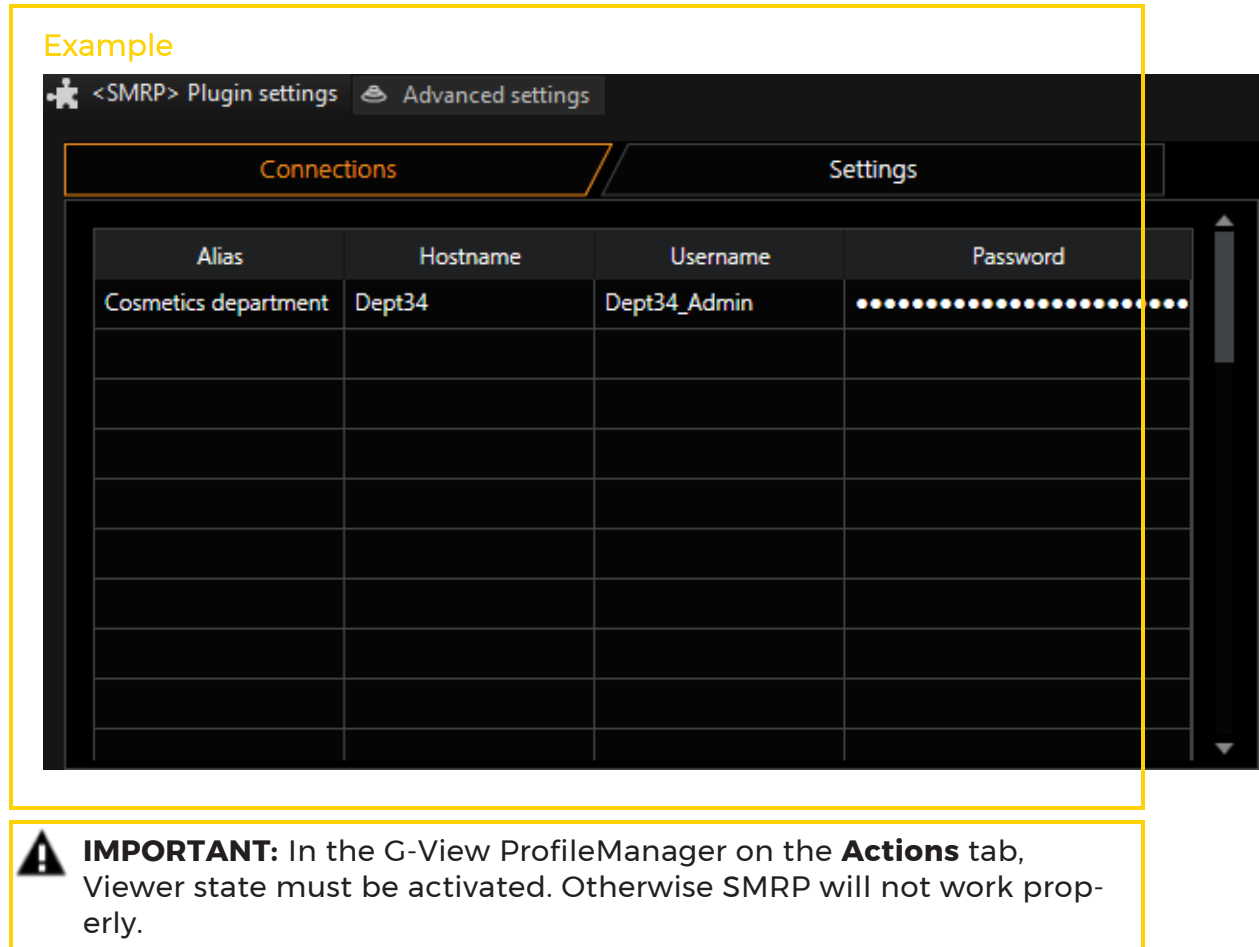 Example
<SMRP> Plugin settings Advanced settings
Connections Settings
Alias Hostname Username Password
Cosmetics department Dept34 Dept34_Admin ••••••••••••••••••••••••
IMPORTANT: In the G-View ProfileManager on the Actions tab,
Viewer state must be activated. Otherwise SMRP will not work prop-
erly.